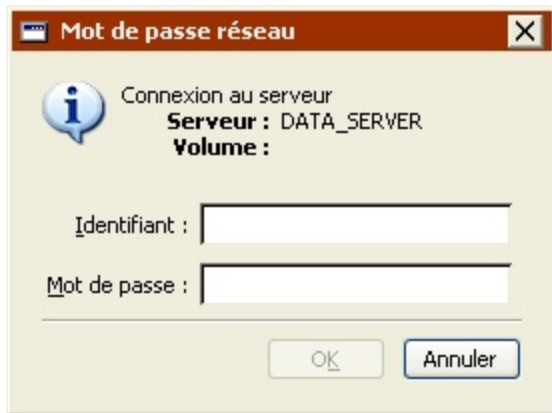 Mot de passe réseau
Connexion au serveur
Serveur : DATA_SERVER
Volume :
Identifiant :
Mot de passe :
OK Annuler